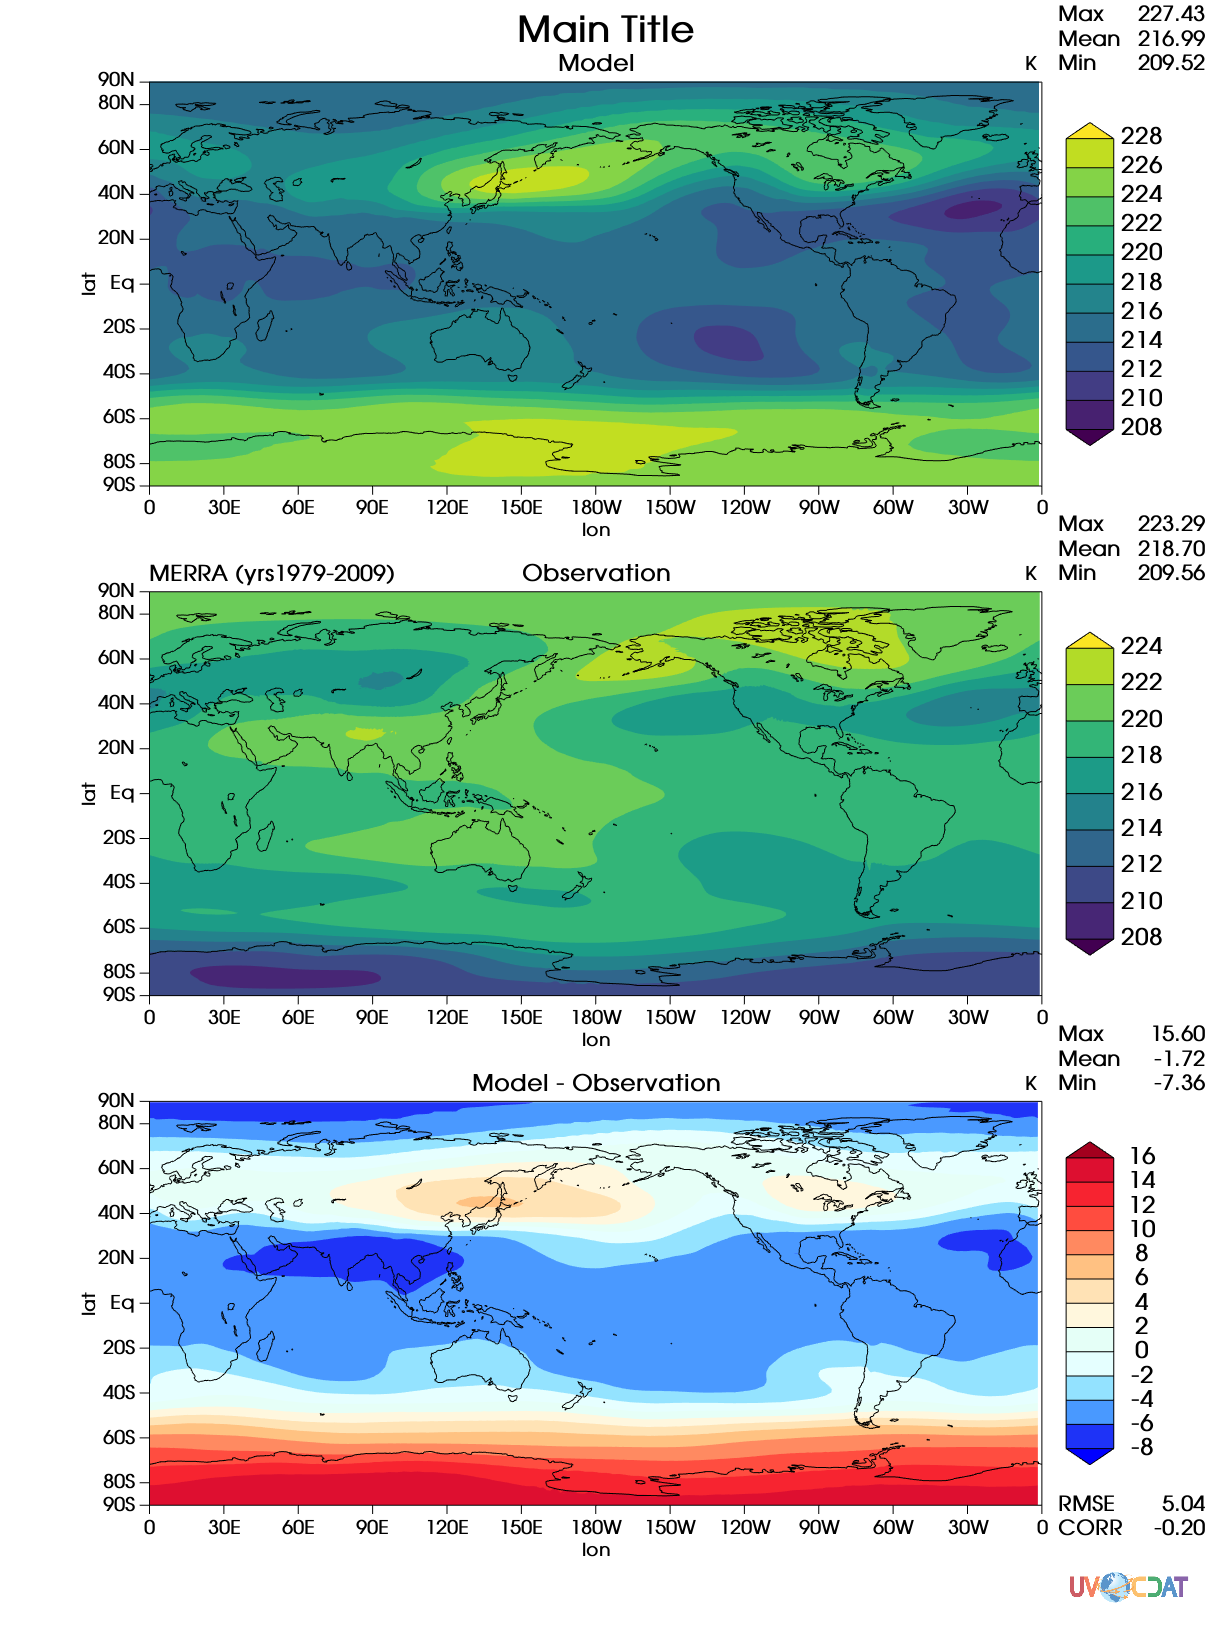 Main Title
Model
K
Max 227.43
Mean 216.99
Min 209.52
90N
80N
60N
40N
20N
Eq
20S
40S
60S
80S
90S
lat
0 30E 60E 90E 120E 150E 180W 150W 120W 90W 60W 30W 0
lon
228
226
224
222
220
218
216
214
212
210
208
MERRA (yrs1979-2009)
Observation
K
Max 223.29
Mean 218.70
Min 209.56
90N
80N
60N
40N
20N
Eq
20S
40S
60S
80S
90S
lat
0 30E 60E 90E 120E 150E 180W 150W 120W 90W 60W 30W 0
lon
224
222
220
218
216
214
212
210
208
Model - Observation
K
Max 15.60
Mean -1.72
Min -7.36
90N
80N
60N
40N
20N
Eq
20S
40S
60S
80S
90S
lat
0 30E 60E 90E 120E 150E 180W 150W 120W 90W 60W 30W 0
lon
16
14
12
10
8
6
4
2
0
-2
-4
-6
-8
RMSE 5.04
CORR -0.20
UV CDAT